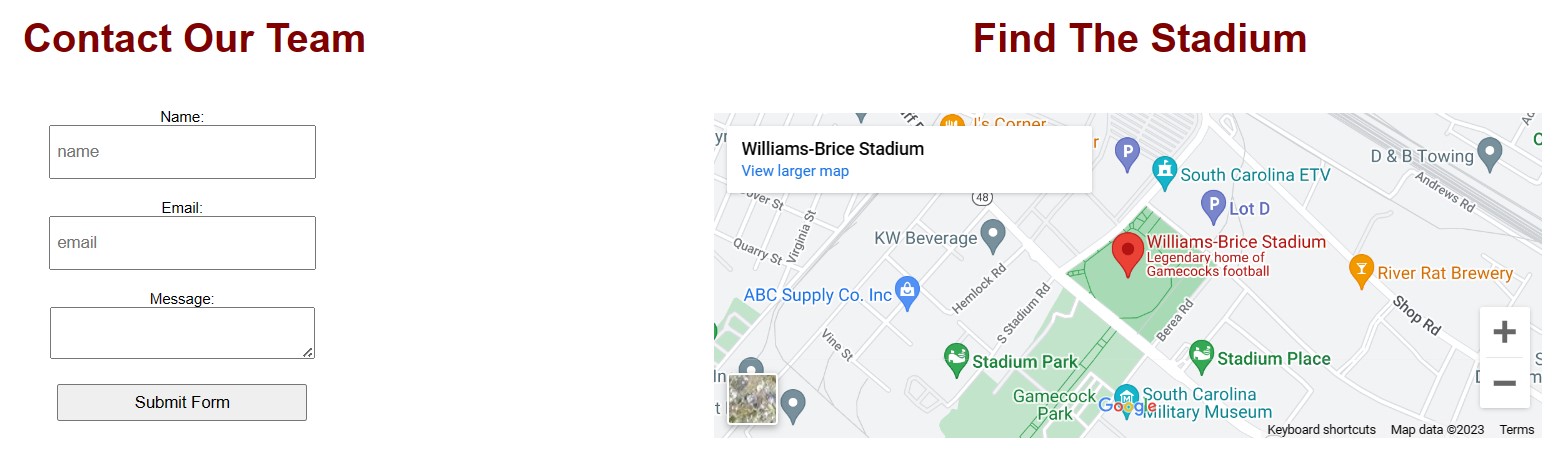 Contact Our Team
Name:
name
Email:
email
Message:
Submit Form
Find The Stadium
Williams-Brice Stadium
View larger map
J's Corner
P
D & B Towing
South Carolina ETV
Andrews Rd
48
P
Lot D
Virginia St
Quarry St
KW Beverage
Williams-Brice Stadium
Legendary home of
Gamecocks football
River Rat Brewery
ABC Supply Co. Inc
Hemlock Rd
S Stadium Rd
Berea Rd
Shop Rd
Vine St
Stadium Park
Stadium Place
Gamecock
Park
South Carolina
Military Museum
Google
+
−
Keyboard shortcuts
Map data ©2023
Terms